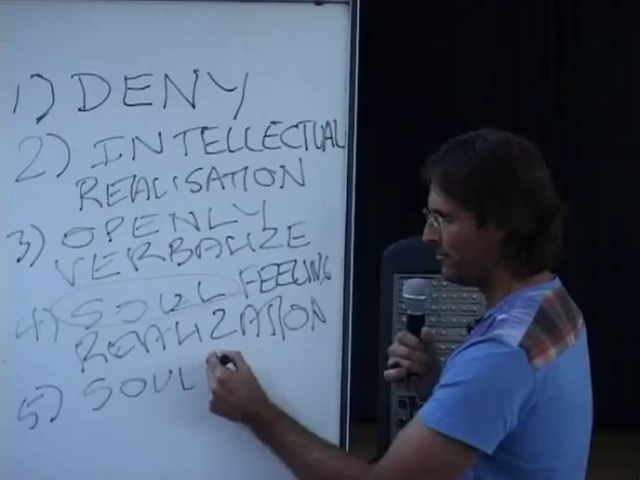 1) DENY
2) INTELLECTUAL
REALISATION
3) OPENLY
VERBALIZE
4) SOUL FEELING
REALIZATION
5) SOUL